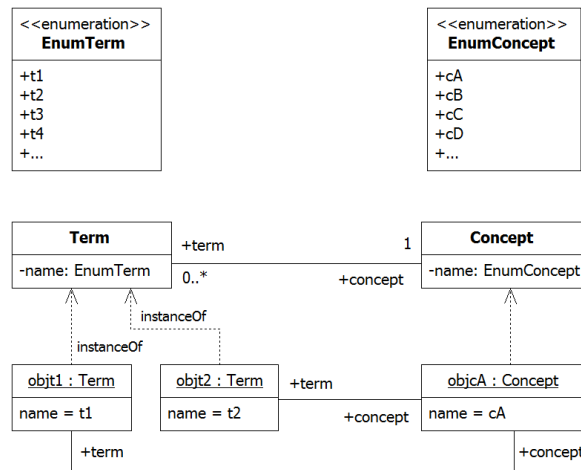 <<enumeration>>
EnumTerm
+t1
+t2
+t3
+t4
+...
<<enumeration>>
EnumConcept
+cA
+cB
+cC
+cD
+...
Term
-name: EnumTerm
+term
0..*
1
+concept
Concept
-name: EnumConcept
instanceOf
instanceOf
objt1 : Term
name = t1
objt2 : Term
name = t2
+term
+concept
objcA : Concept
name = cA
+term
+concept